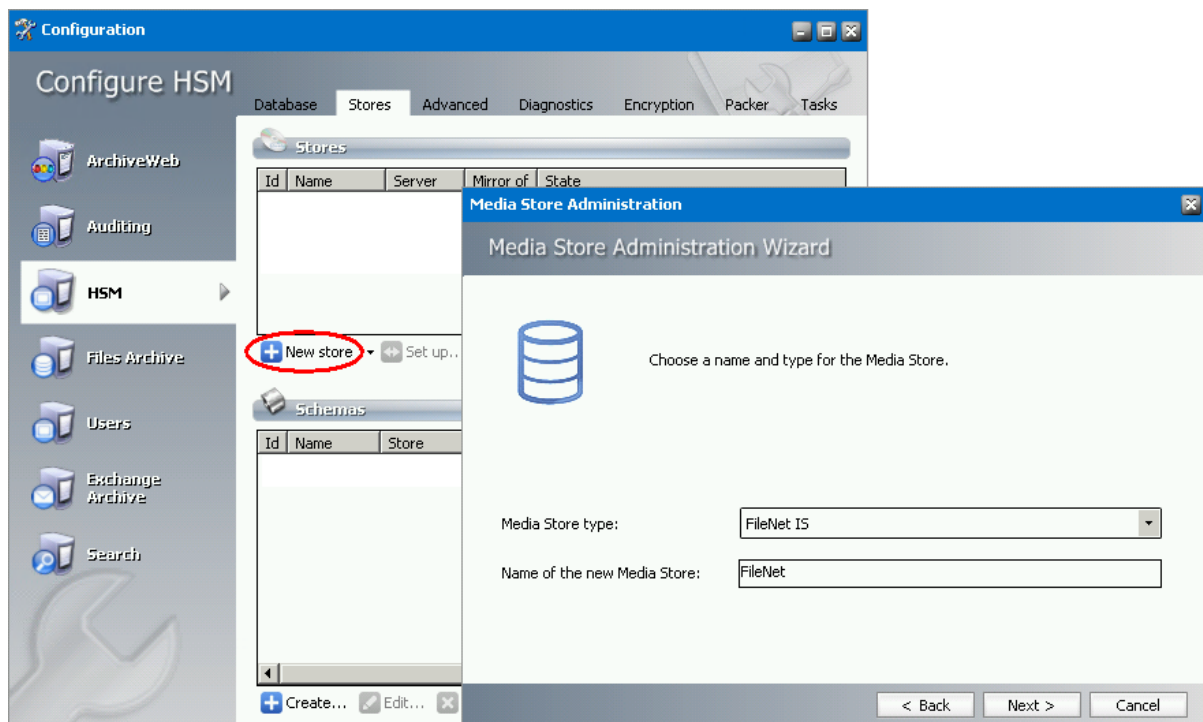 Configuration
Configure HSM
Database Stores Advanced Diagnostics Encryption Packer Tasks
ArchiveWeb
Auditing
HSM
Files Archive
Users
Exchange
Archive
Search
Stores
Id Name Server Mirror of State
New store Set up..
Schemas
Id Name Store
Create... Edit...
Media Store Administration
Media Store Administration Wizard
Choose a name and type for the Media Store.
Media Store type: FileNet IS
Name of the new Media Store: FileNet
< Back Next > Cancel